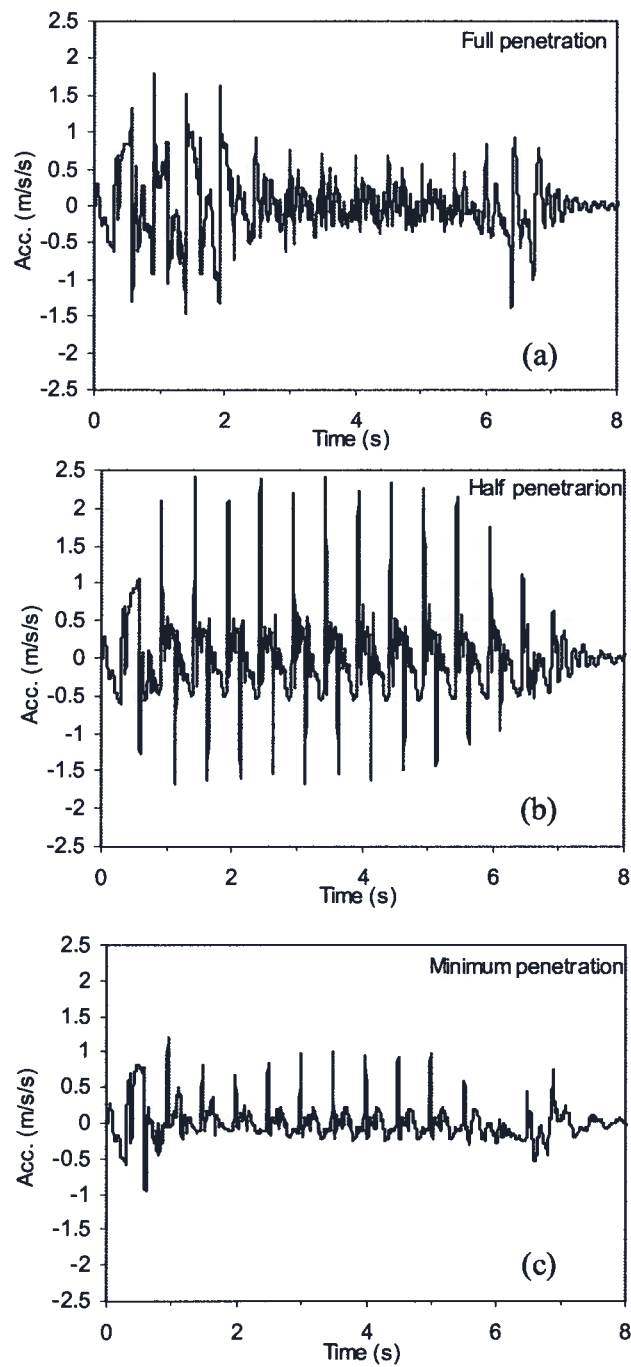 Full penetration
2.5
2
1.5
1
0.5
0
-0.5
-1
-1.5
-2
-2.5
Acc. (m/s/s)
(a)
0 2 4 6 8
Time (s)
Half penetrarion
2.5
2
1.5
1
0.5
0
-0.5
-1
-1.5
-2
-2.5
Acc. (m/s/s)
(b)
0 2 4 6 8
Time (s)
Minimum penetration
2.5
2
1.5
1
0.5
0
-0.5
-1
-1.5
-2
-2.5
Acc. (m/s/s)
(c)
0 2 4 6 8
Time (s)